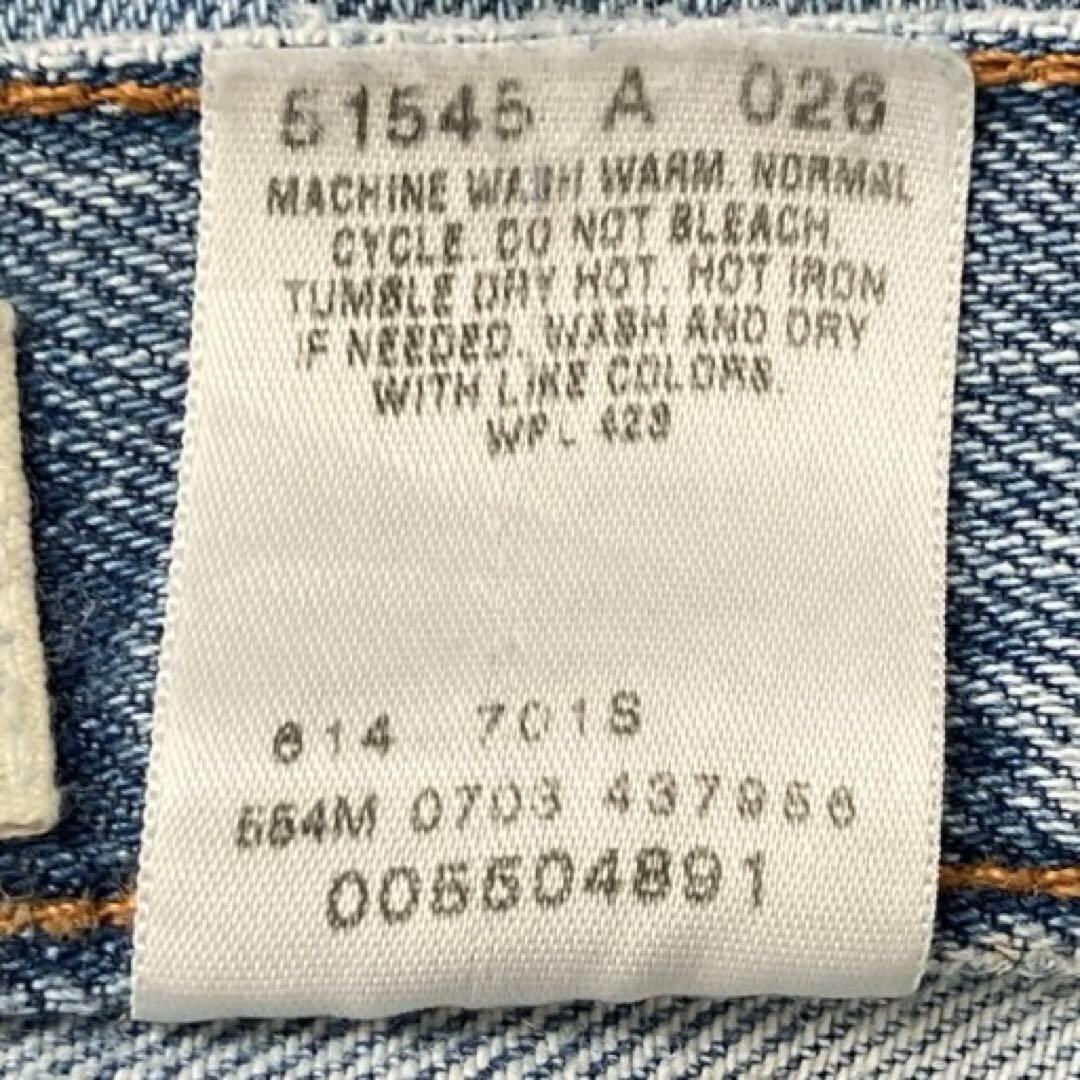 51545 A 026
MACHINE WASH WARM. NORMAL
CYCLE. DO NOT BLEACH.
TUMBLE DRY HOT. HOT IRON
IF NEEDED. WASH AND DRY
WITH LIKE COLORS.
WPL 423
614 701S
554M 0703 437956
005504891